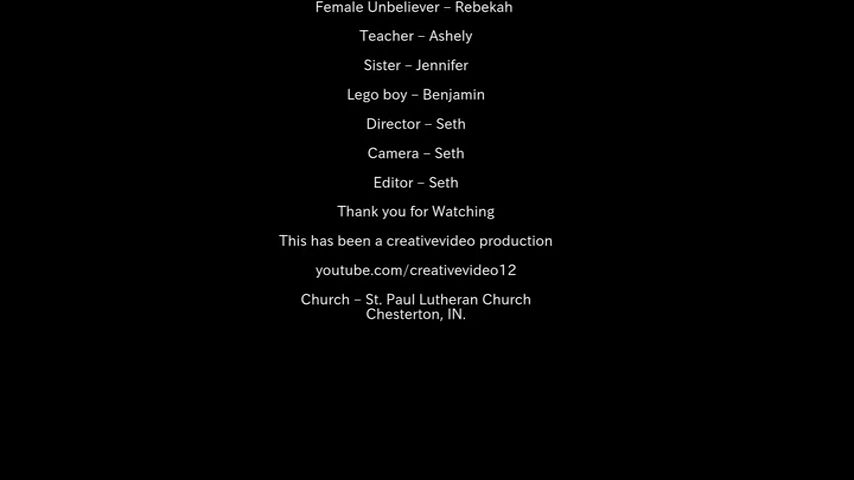 Female Unbeliever – Rebekah
Teacher – Ashely
Sister – Jennifer
Lego boy – Benjamin
Director – Seth
Camera – Seth
Editor – Seth
Thank you for Watching
This has been a creativevideo production
youtube.com/creativevideo12
Church – St. Paul Lutheran Church
Chesterton, IN.